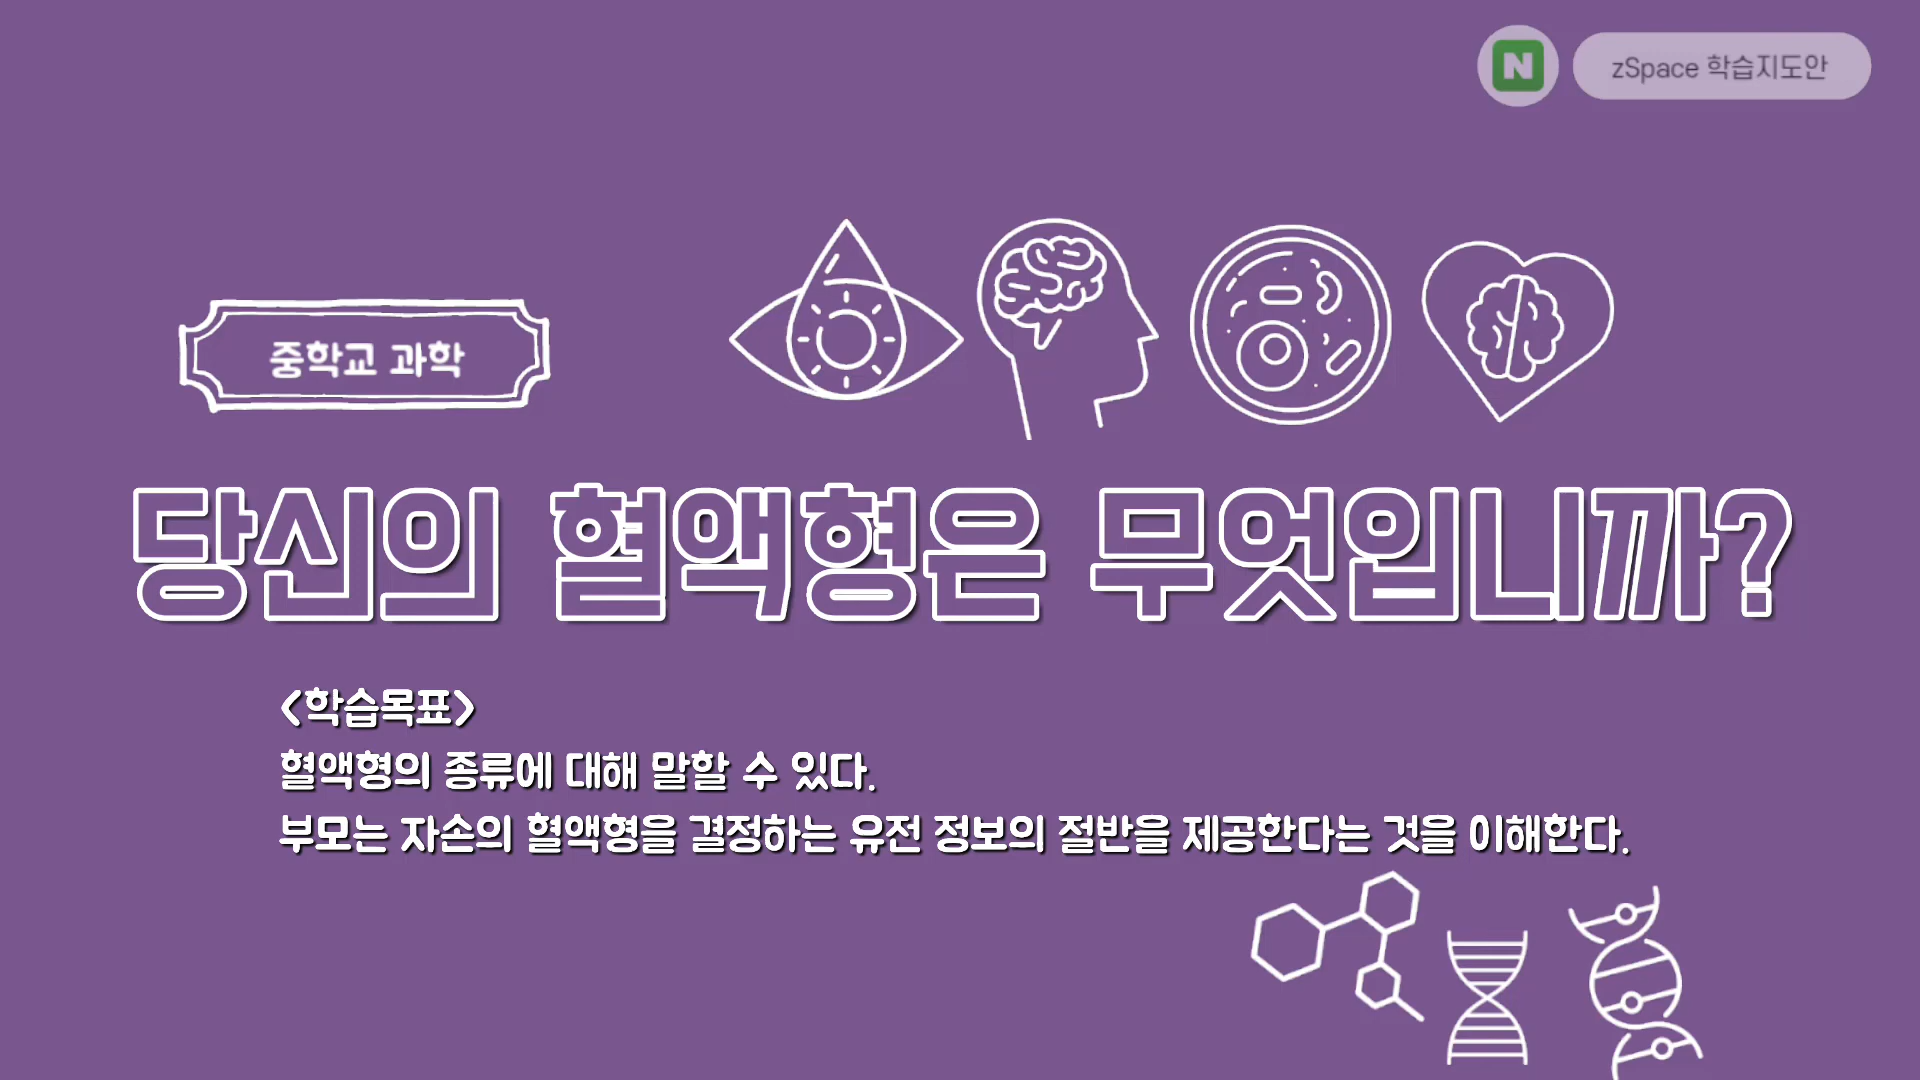 N
zSpace 학습지도안
중학교 과학
당신의 혈액형은 무엇입니까?
<학습목표>
혈액형의 종류에 대해 말할 수 있다.
부모는 자손의 혈액형을 결정하는 유전 정보의 절반을 제공한다는 것을 이해한다.